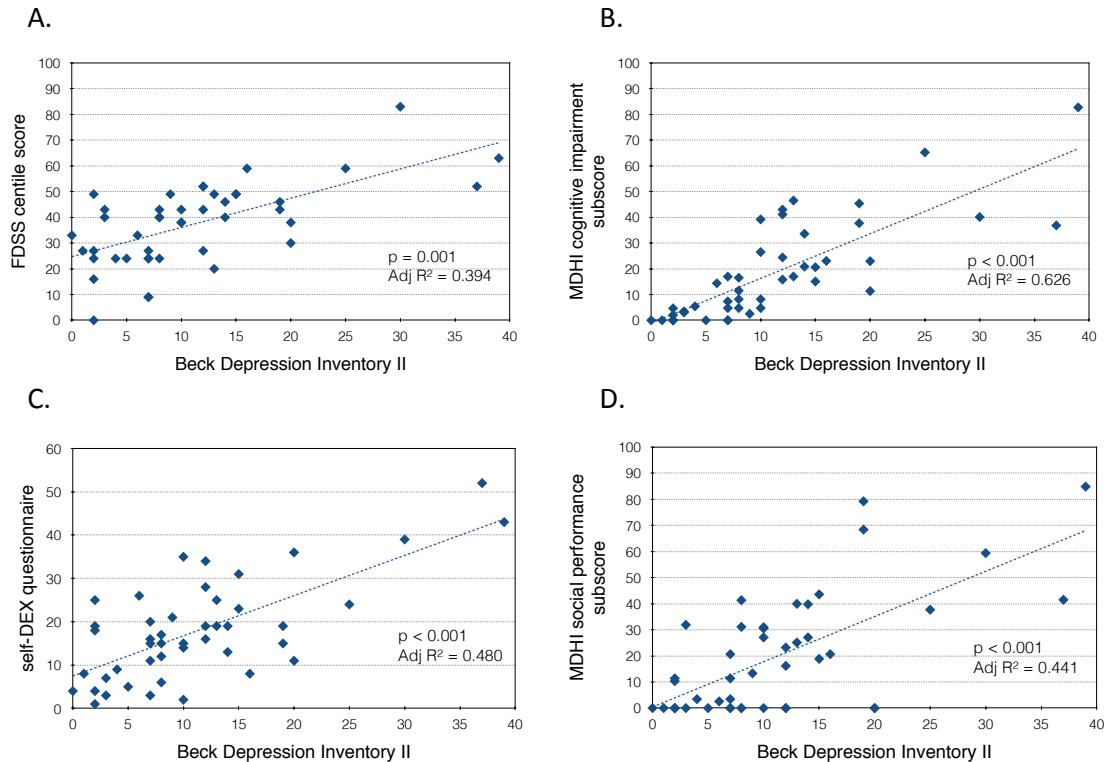 A.
100
90
80
70
60
50
40
30
20
10
0
FDSS centile score
p = 0.001
Adj R² = 0.394
0 5 10 15 20 25 30 35 40
Beck Depression Inventory II
B.
100
90
80
70
60
50
40
30
20
10
0
MDHI cognitive impairment
subscore
p < 0.001
Adj R² = 0.626
0 5 10 15 20 25 30 35 40
Beck Depression Inventory II
C.
60
50
40
30
20
10
0
self-DEX questionnaire
p < 0.001
Adj R² = 0.480
0 5 10 15 20 25 30 35 40
Beck Depression Inventory II
D.
100
90
80
70
60
50
40
30
20
10
0
MDHI social performance
subscore
p < 0.001
Adj R² = 0.441
0 5 10 15 20 25 30 35 40
Beck Depression Inventory II